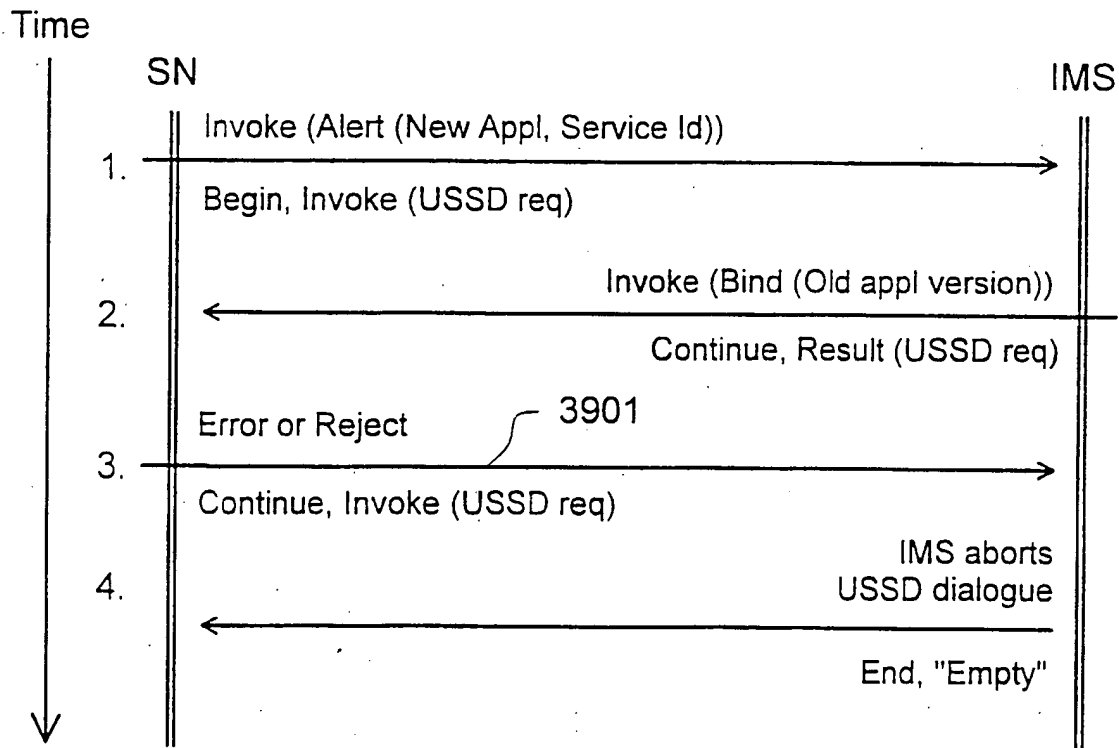 Time
SN
IMS
Invoke (Alert (New Appl, Service Id))
1.
Begin, Invoke (USSD req)
Invoke (Bind (Old appl version))
2.
Continue, Result (USSD req)
Error or Reject
3901
3.
Continue, Invoke (USSD req)
IMS aborts
4.
USSD dialogue
End, "Empty"